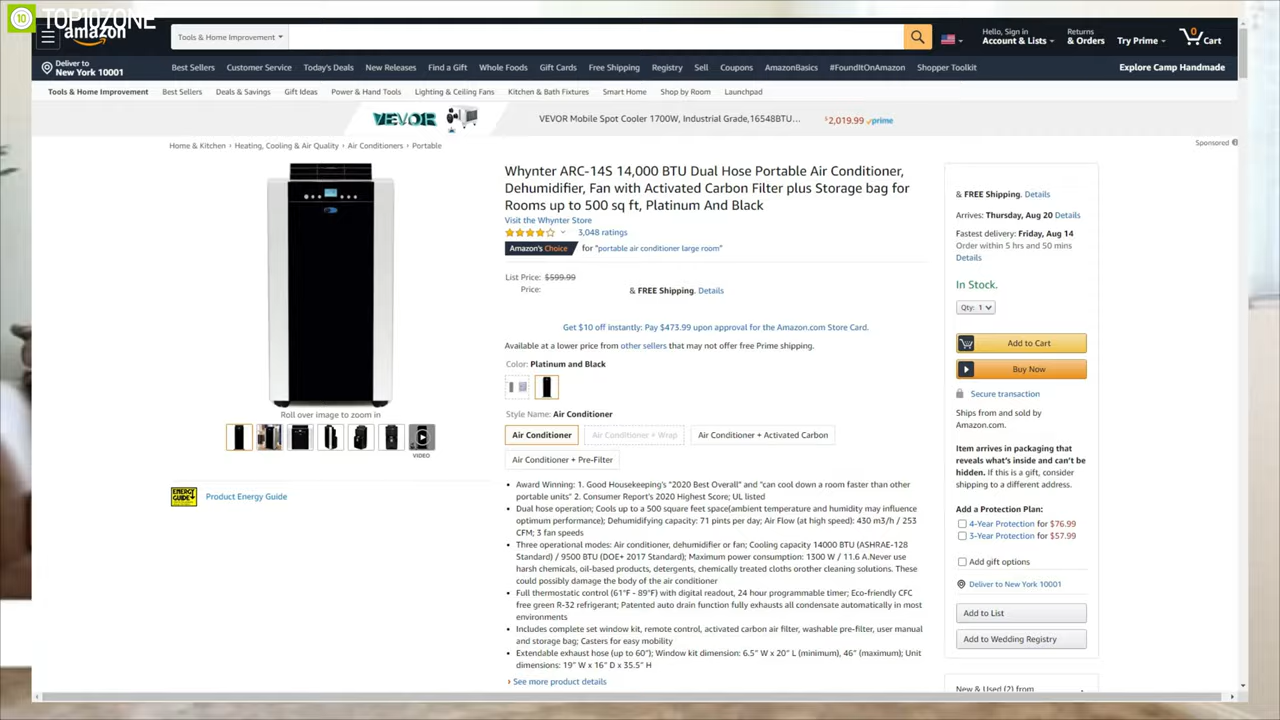 10 TOP10ZONE
amazon
Tools & Home Improvement
Hello, Sign in
Account & Lists
Returns
& Orders
Try Prime
0
Cart
Deliver to
New York 10001
Best Sellers Customer Service Today's Deals New Releases Find a Gift Whole Foods Gift Cards Free Shipping Registry Sell Coupons AmazonBasics #FoundItOnAmazon Shopper Toolkit
Explore Camp Handmade
Tools & Home Improvement Best Sellers Deals & Savings Gift Ideas Power & Hand Tools Lighting & Ceiling Fans Kitchen & Bath Fixtures Smart Home Shop by Room Launchpad
VEVOR VEVOR Mobile Spot Cooler 1700W, Industrial Grade,16548BTU... $2,019.99 prime
Home & Kitchen › Heating, Cooling & Air Quality › Air Conditioners › Portable
Sponsored
Whynter ARC-14S 14,000 BTU Dual Hose Portable Air Conditioner,
Dehumidifier, Fan with Activated Carbon Filter plus Storage bag for
Rooms up to 500 sq ft, Platinum And Black
Visit the Whynter Store
3,048 ratings
Amazon's Choice for "portable air conditioner large room"
List Price: $599.99
Price: & FREE Shipping. Details
Get $10 off instantly: Pay $473.99 upon approval for the Amazon.com Store Card.
Available at a lower price from other sellers that may not offer free Prime shipping.
Color: Platinum and Black
Style Name: Air Conditioner
Air Conditioner Air Conditioner + Wrap Air Conditioner + Activated Carbon
Air Conditioner + Pre-Filter
• Award Winning: 1. Good Housekeeping's "2020 Best Overall" and "can cool down a room faster than other
portable units" 2. Consumer Report's 2020 Highest Score; UL listed
• Dual hose operation; Cools up to a 500 square feet space(ambient temperature and humidity may influence
optimum performance); Dehumidifying capacity: 71 pints per day; Air Flow (at high speed): 430 m3/h / 253
CFM; 3 fan speeds
• Three operational modes: Air conditioner, dehumidifier or fan; Cooling capacity 14000 BTU (ASHRAE-128
Standard) / 9500 BTU (DOE+ 2017 Standard); Maximum power consumption: 1300 W / 11.6 A.Never use
harsh chemicals, oil-based products, detergents, chemically treated cloths orother cleaning solutions. These
could possibly damage the body of the air conditioner
• Full thermostatic control (61°F - 89°F) with digital readout, 24 hour programmable timer; Eco-friendly CFC
free green R-32 refrigerant; Patented auto drain function fully exhausts all condensate automatically in most
environments
• Includes complete set window kit, remote control, activated carbon air filter, washable pre-filter, user manual
and storage bag; Casters for easy mobility
• Extendable exhaust hose (up to 60"); Window kit dimension: 6.5" W x 20" L (minimum), 46" (maximum); Unit
dimensions: 19" W x 16" D x 35.5" H
› See more product details
Roll over image to zoom in
VIDEO
ENERGY GUIDE
Product Energy Guide
& FREE Shipping. Details
Arrives: Thursday, Aug 20 Details
Fastest delivery: Friday, Aug 14
Order within 5 hrs and 50 mins
Details
In Stock.
Qty: 1
Add to Cart
Buy Now
Secure transaction
Ships from and sold by
Amazon.com.
Item arrives in packaging that
reveals what's inside and can't be
hidden. If this is a gift, consider
shipping to a different address.
Add a Protection Plan:
4-Year Protection for $76.99
3-Year Protection for $57.99
Add gift options
Deliver to New York 10001
Add to List
Add to Wedding Registry
New & Used (2) from